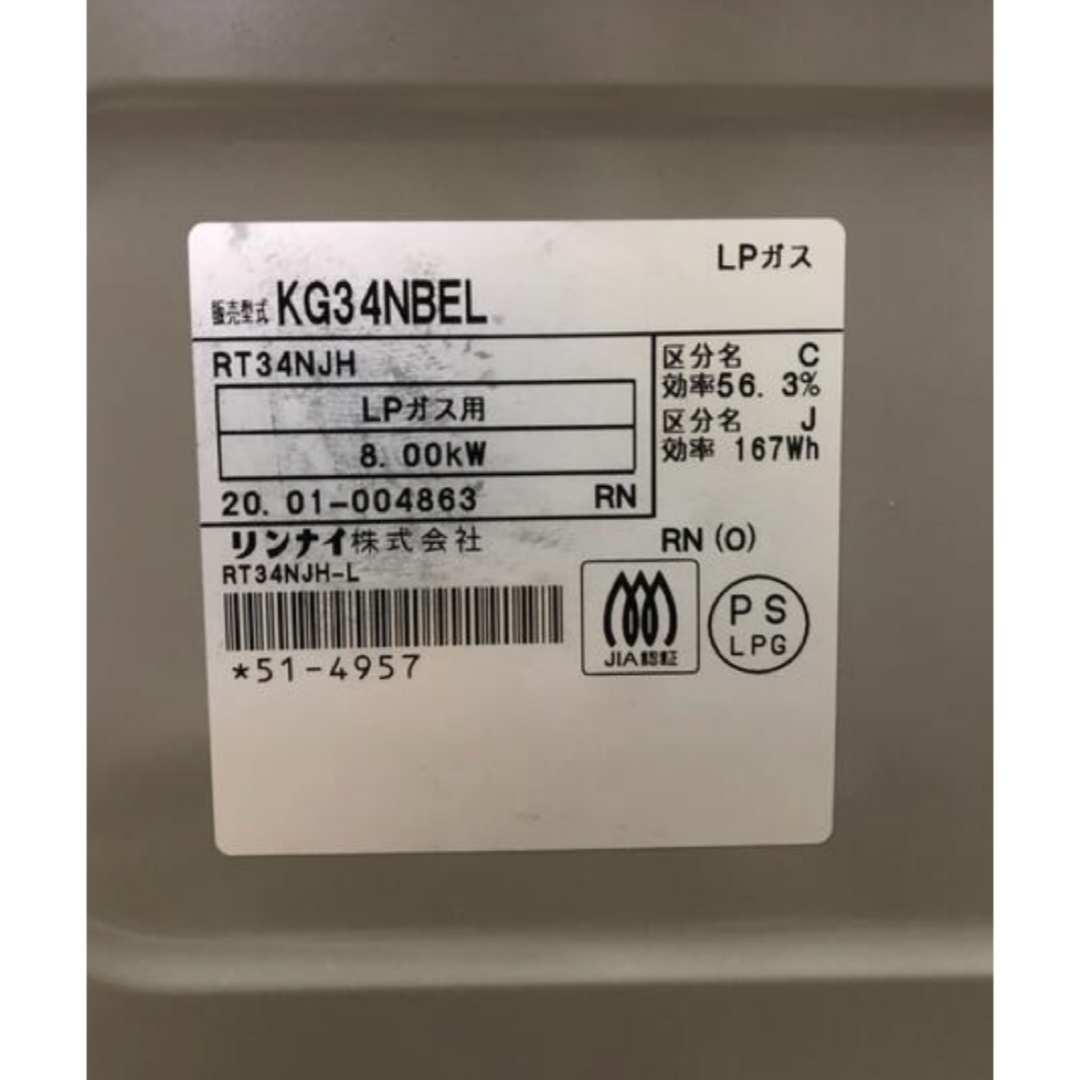 LPガス
販売型式 KG34NBEL
RT34NJH
LPガス用
8.00kW
20.01-004863 RN
区分名 C
効率56.3%
区分名 J
効率 167Wh
リンナイ株式会社
RN(O)
RT34NJH-L
*51-4957
JIA認証
PS
LPG